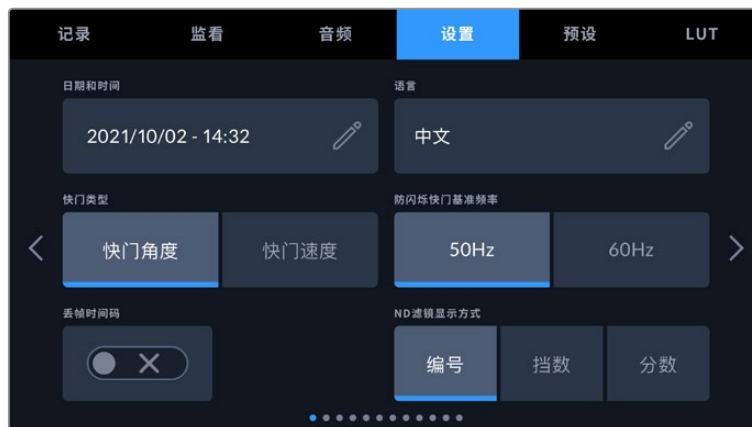 记录 监看 音频 设置 预设 LUT
日期和时间 语言
2021/10/02 - 14:32 中文
快门类型 防闪烁快门基准频率
快门角度 快门速度 50Hz 60Hz
丢帧时间码 ND滤镜显示方式
编号 挡数 分数